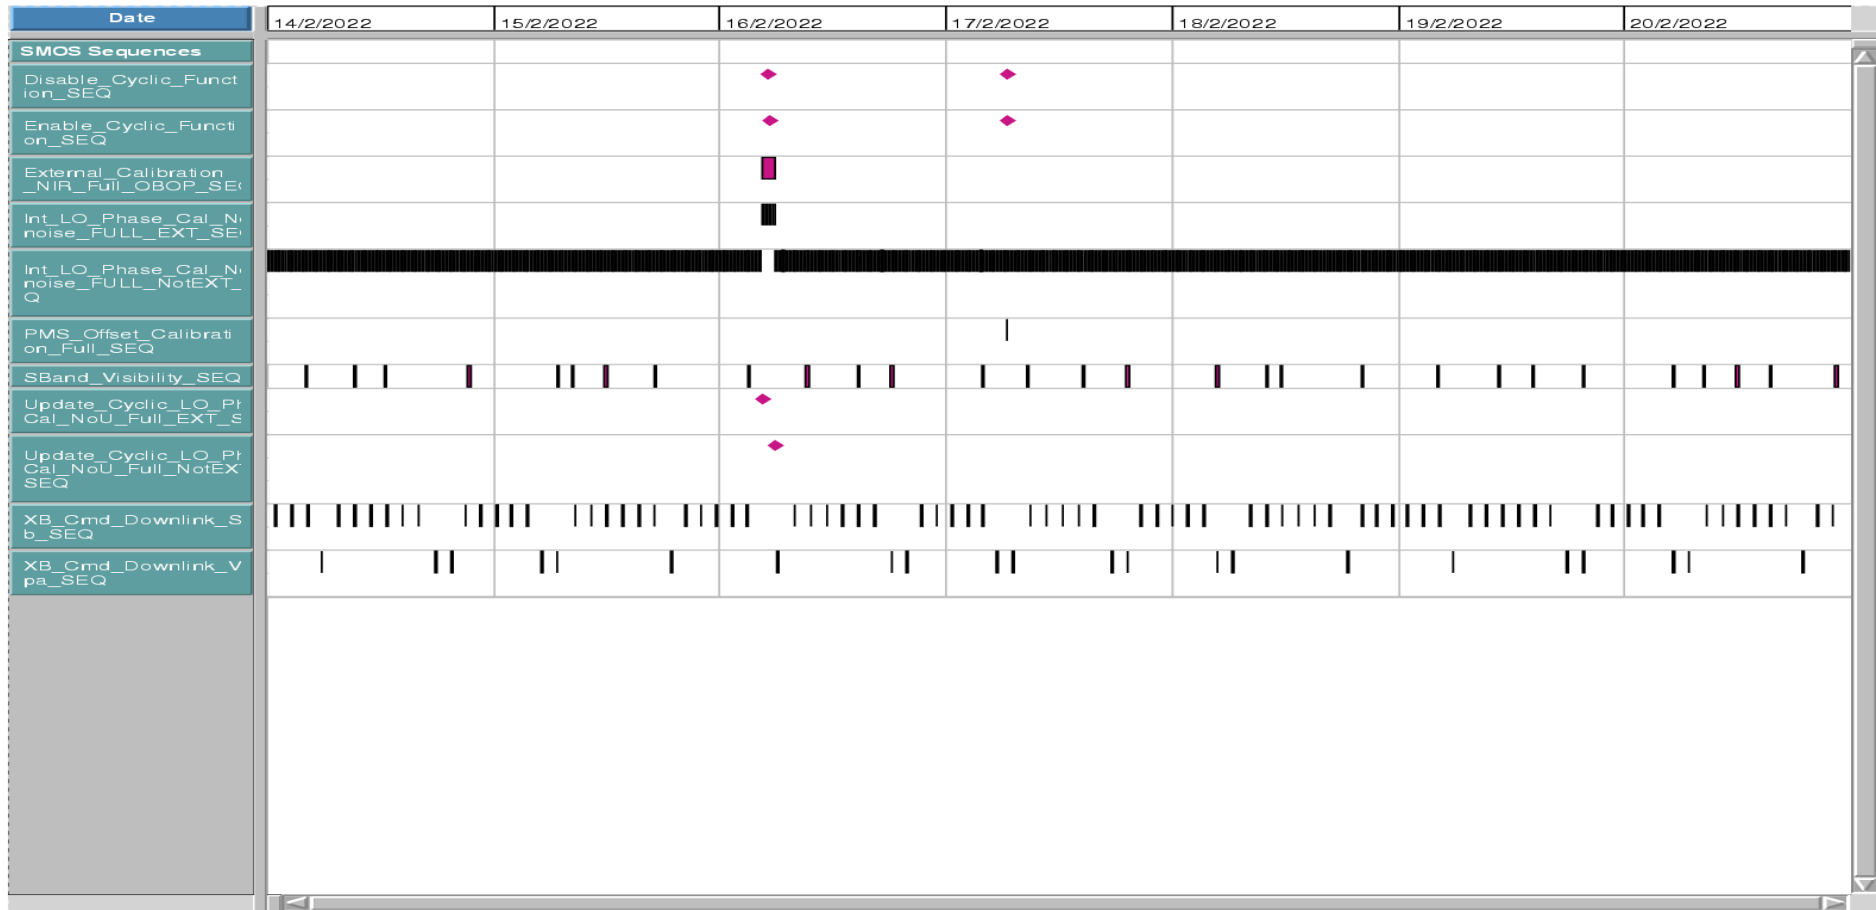 Date
14/2/2022 15/2/2022 16/2/2022 17/2/2022 18/2/2022 19/2/2022 20/2/2022
SMOS Sequences
Disable_Cyclic_Funct
ion_SEQ
Enable_Cyclic_Functi
on_SEQ
External_Calibration
_NIR_Full_OBOP_SE
Int_LO_Phase_Cal_N
noise_FULL_EXT_SE
Int_LO_Phase_Cal_N
noise_FULL_NotEXT_
Q
PMS_Offset_Calibrati
on_Full_SEQ
SBand_Visibility_SEQ
Update_Cyclic_LO_P
Cal_NoU_Full_EXT_S
Update_Cyclic_LO_P
Cal_NoU_Full_NotEX
SEQ
XB_Cmd_Downlink_S
b_SEQ
XB_Cmd_Downlink_V
pa_SEQ